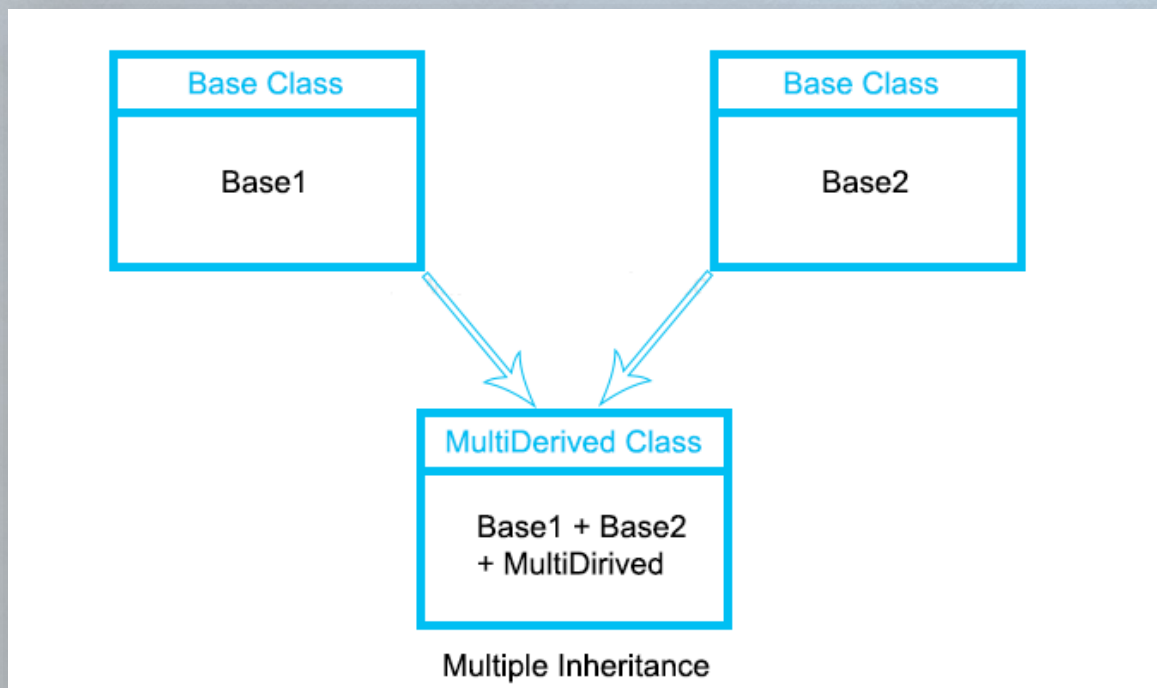 Base Class
Base Class
Base1
Base2
MultiDerived Class
Base1 + Base2
+ MultiDirived
Multiple Inheritance